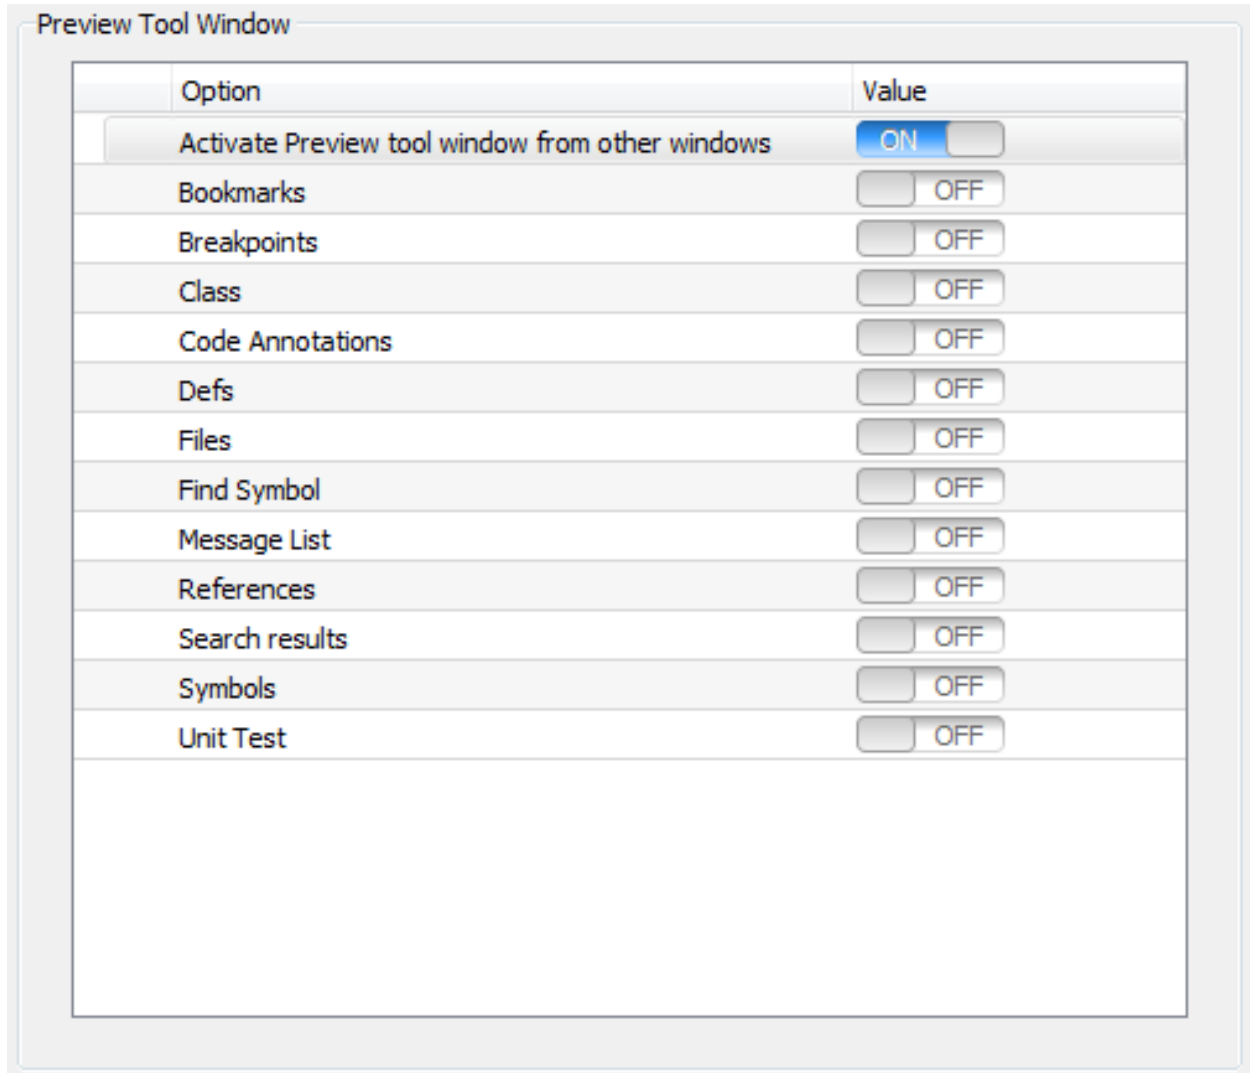 Preview Tool Window
Option Value
Activate Preview tool window from other windows ON
Bookmarks OFF
Breakpoints OFF
Class OFF
Code Annotations OFF
Defs OFF
Files OFF
Find Symbol OFF
Message List OFF
References OFF
Search results OFF
Symbols OFF
Unit Test OFF